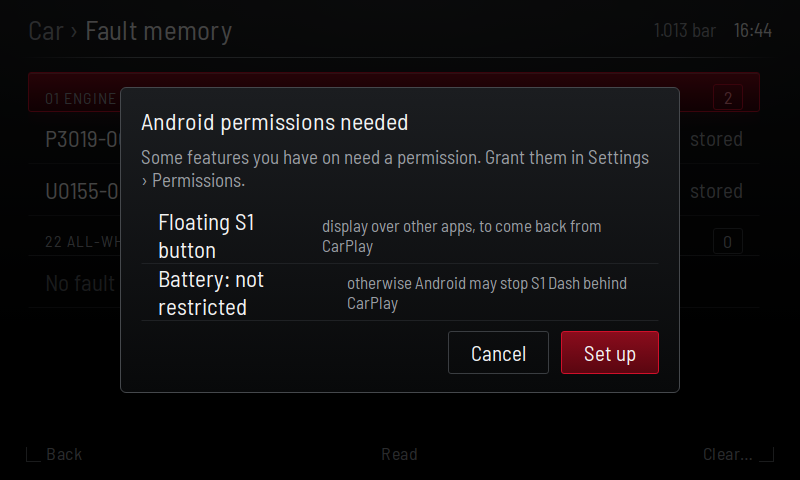 Car › Fault memory
1.013 bar 16:44
01 ENGINE
2
P3019-0
stored
U0155-0
stored
22 ALL-WH
0
No fault
Android permissions needed
Some features you have on need a permission. Grant them in Settings
› Permissions.
Floating S1
button
display over other apps, to come back from
CarPlay
Battery: not
restricted
otherwise Android may stop S1 Dash behind
CarPlay
Cancel
Set up
Back
Read
Clear...